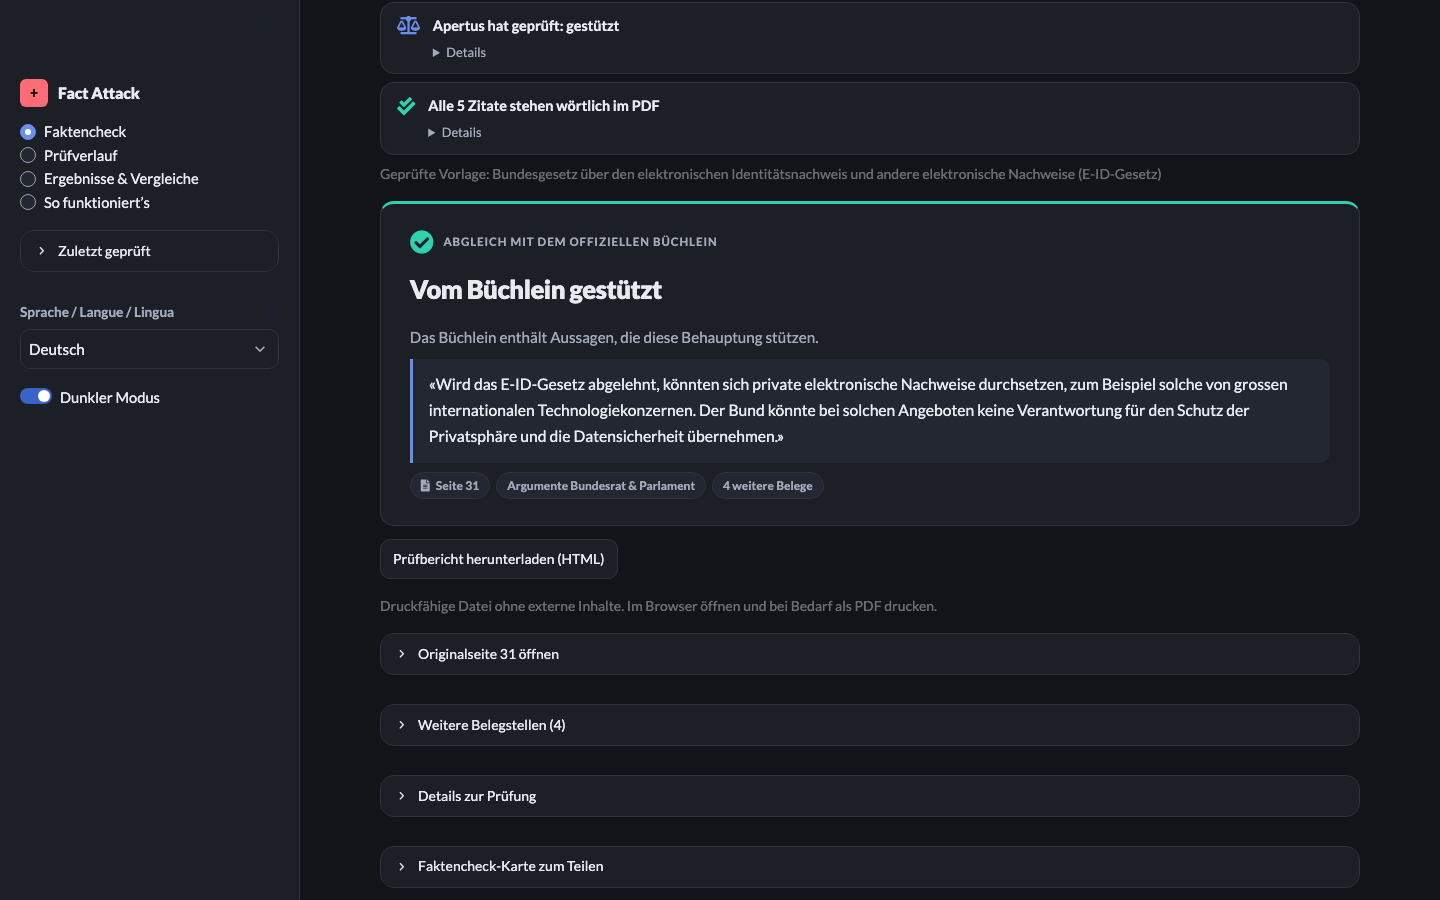 Fact Attack
Faktencheck
Prüfverlauf
Ergebnisse & Vergleiche
So funktioniert’s
Zuletzt geprüft
Sprache / Langue / Lingua
Deutsch
Dunkler Modus
Apertus hat geprüft: gestützt
Details
Alle 5 Zitate stehen wörtlich im PDF
Details
Geprüfte Vorlage: Bundesgesetz über den elektronischen Identitätsnachweis und andere elektronische Nachweise (E-ID-Gesetz)
ABGLEICH MIT DEM OFFIZIELLEN BÜCHLEIN
Vom Büchlein gestützt
Das Büchlein enthält Aussagen, die diese Behauptung stützen.
«Wird das E-ID-Gesetz abgelehnt, könnten sich private elektronische Nachweise durchsetzen, zum Beispiel solche von grossen
internationalen Technologiekonzernen. Der Bund könnte bei solchen Angeboten keine Verantwortung für den Schutz der
Privatsphäre und die Datensicherheit übernehmen.»
Seite 31 Argumente Bundesrat & Parlament 4 weitere Belege
Prüfbericht herunterladen (HTML)
Druckfähige Datei ohne externe Inhalte. Im Browser öffnen und bei Bedarf als PDF drucken.
Originalseite 31 öffnen
Weitere Belegstellen (4)
Details zur Prüfung
Faktencheck-Karte zum Teilen